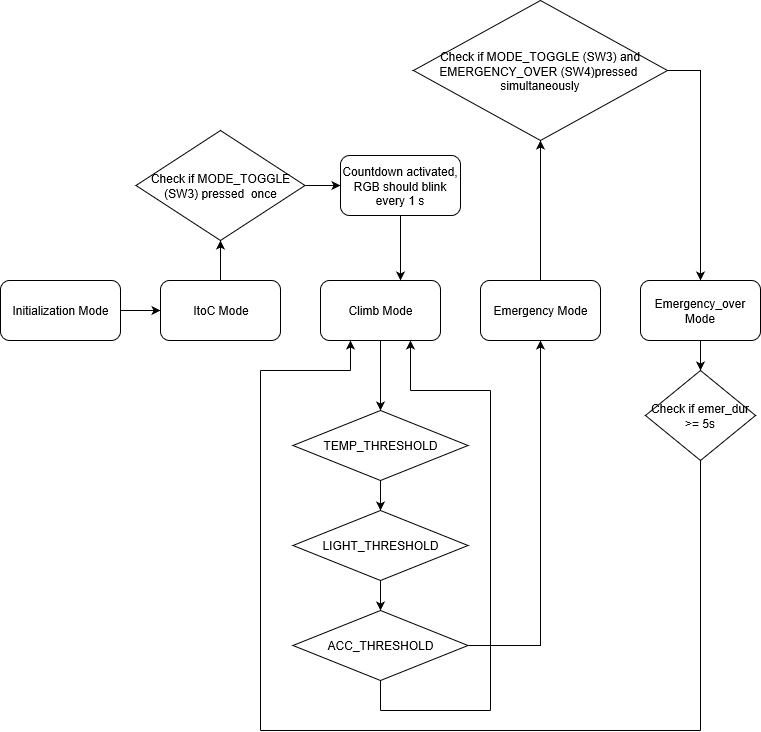 Check if MODE_TOGGLE (SW3) and
EMERGENCY_OVER (SW4)pressed
simultaneously
Check if MODE_TOGGLE
(SW3) pressed  once
Countdown activated,
RGB should blink
every 1 s
Initialization Mode
ItoC Mode
Climb Mode
Emergency Mode
Emergency_over
Mode
Check if emer_dur
>= 5s
TEMP_THRESHOLD
LIGHT_THRESHOLD
ACC_THRESHOLD